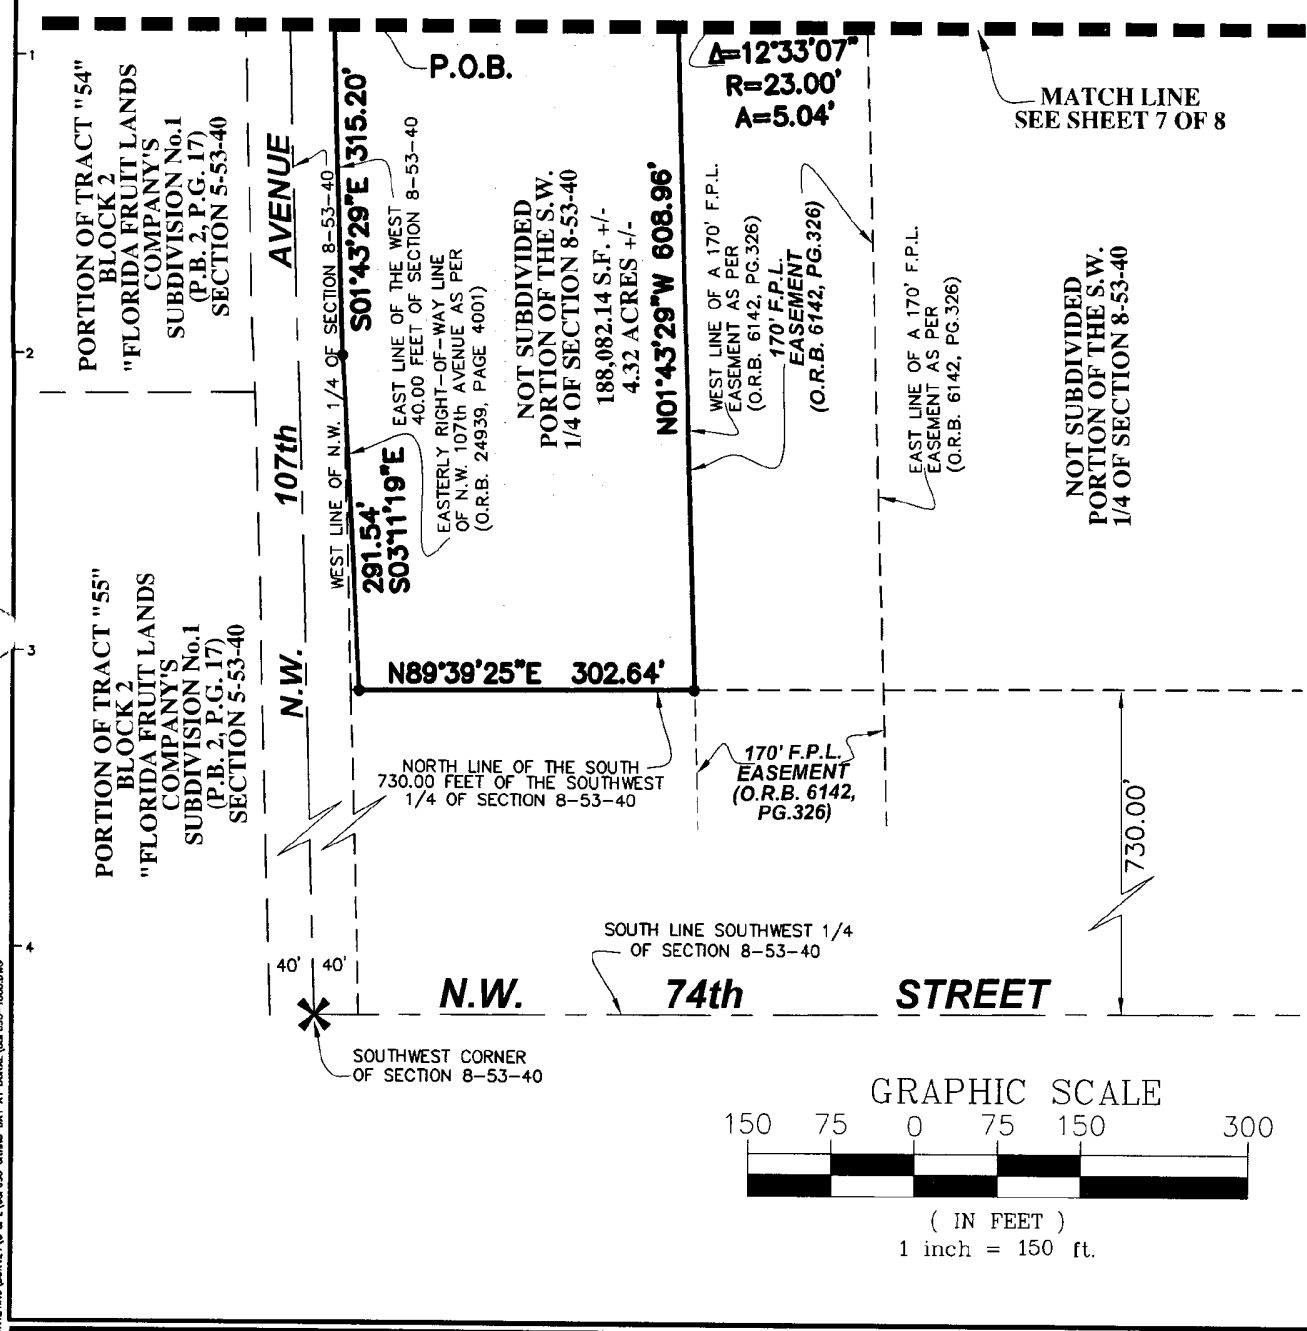 P.O.B.
Δ=12°33'07"
R=23.00'
A=5.04'
MATCH LINE
SEE SHEET 7 OF 8
1
2
3
4
PORTION OF TRACT "54"
BLOCK 2
"FLORIDA FRUIT LANDS
COMPANY'S
SUBDIVISION No.1
(P.B. 2, P.G. 17)
SECTION 5-53-40
PORTION OF TRACT "55"
BLOCK 2
"FLORIDA FRUIT LANDS
COMPANY'S
SUBDIVISION No.1
(P.B. 2, P.G. 17)
SECTION 5-53-40
N.W. 107th AVENUE
WEST LINE OF N.W. 1/4 OF SECTION 8-53-40
S01°43'29"E 315.20'
EAST LINE OF THE WEST
40.00 FEET OF SECTION 8-53-40
291.54'
S03°11'19"E
EASTERLY RIGHT-OF-WAY LINE
OF N.W. 107th AVENUE AS PER
(O.R.B. 24939, PAGE 4001)
NOT SUBDIVIDED
PORTION OF THE S.W.
1/4 OF SECTION 8-53-40
188,082.14 S.F. +/-
4.32 ACRES +/-
N01°43'29"W 608.96'
WEST LINE OF A 170' F.P.L.
EASEMENT AS PER
(O.R.B. 6142, PG.326)
170' F.P.L.
EASEMENT
(O.R.B. 6142, PG.326)
EAST LINE OF A 170' F.P.L.
EASEMENT AS PER
(O.R.B. 6142, PG.326)
NOT SUBDIVIDED
PORTION OF THE S.W.
1/4 OF SECTION 8-53-40
N89°39'25"E 302.64'
NORTH LINE OF THE SOUTH
730.00 FEET OF THE SOUTHWEST
1/4 OF SECTION 8-53-40
170' F.P.L.
EASEMENT
(O.R.B. 6142,
PG.326)
730.00'
SOUTH LINE SOUTHWEST 1/4
OF SECTION 8-53-40
40' 40'
N.W. 74th STREET
SOUTHWEST CORNER
OF SECTION 8-53-40
GRAPHIC SCALE
150 75 0 75 150 300
( IN FEET )
1 inch = 150 ft.